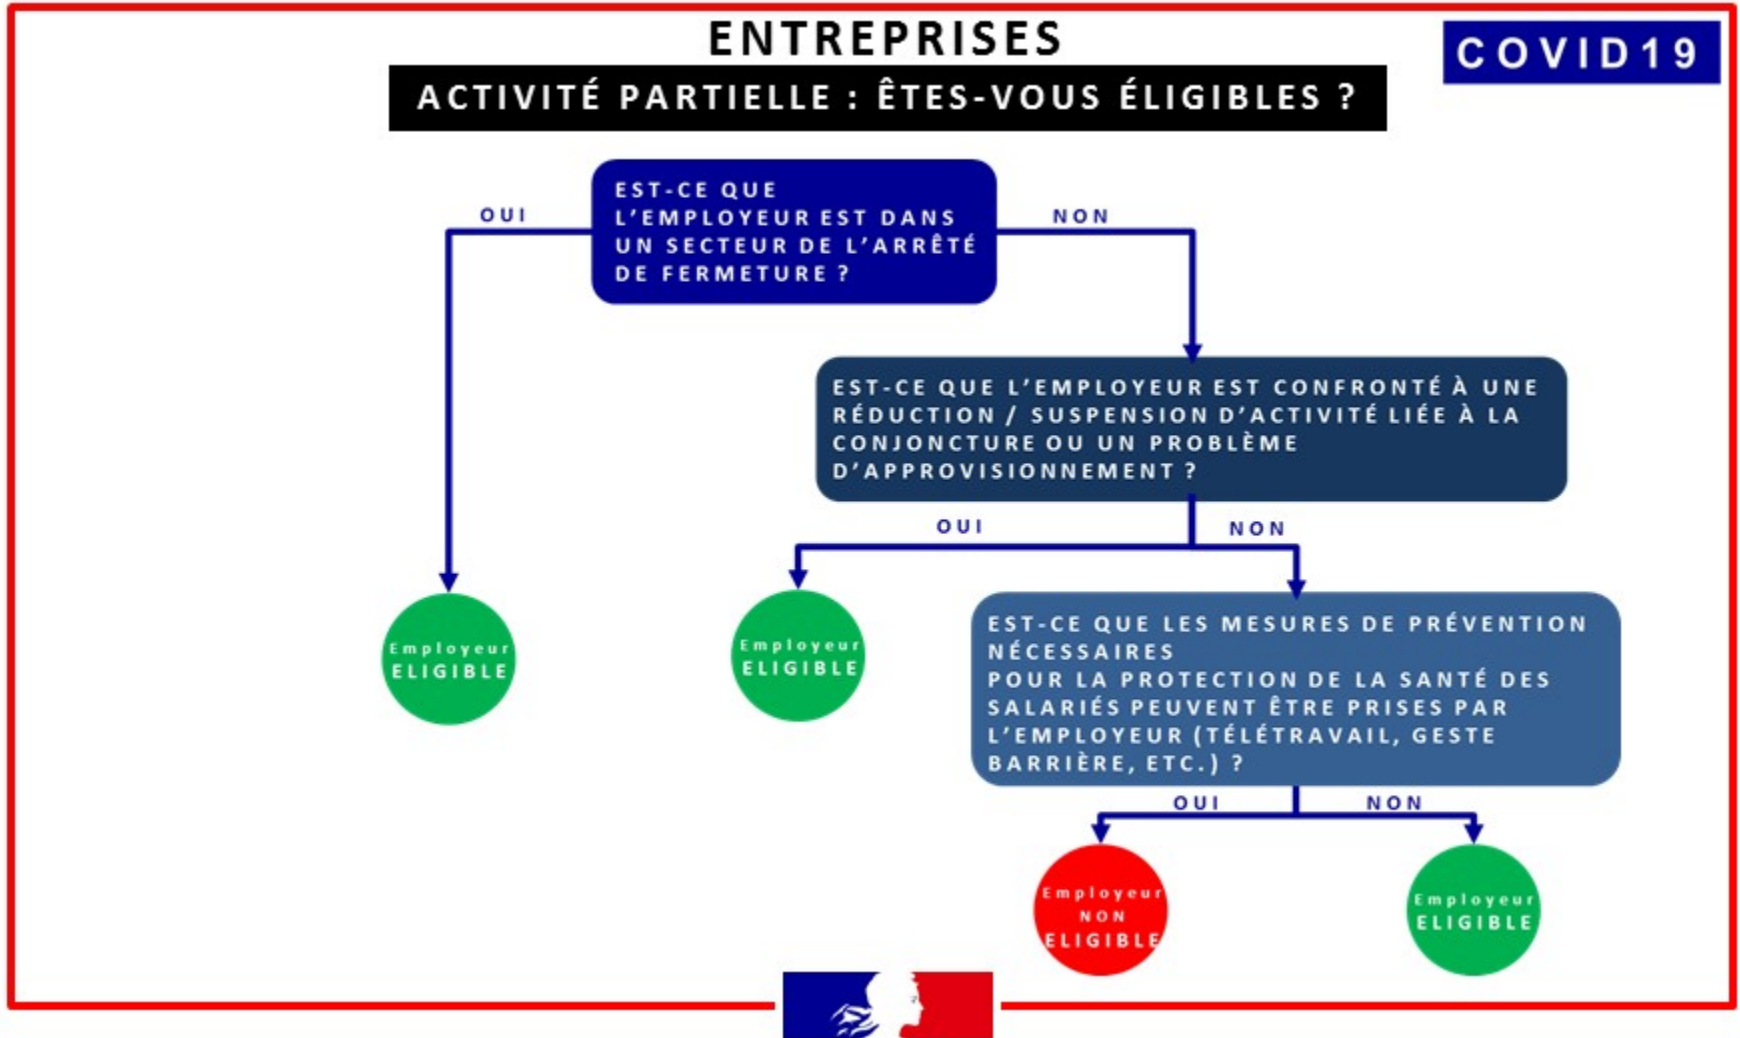 ENTREPRISES
COVID19
ACTIVITÉ PARTIELLE : ÊTES-VOUS ÉLIGIBLES ?
EST-CE QUE
L'EMPLOYEUR EST DANS
UN SECTEUR DE L'ARRÊTÉ
DE FERMETURE ?
OUI
NON
EST-CE QUE L'EMPLOYEUR EST CONFRONTÉ À UNE
RÉDUCTION / SUSPENSION D'ACTIVITÉ LIÉE À LA
CONJONCTURE OU UN PROBLÈME
D'APPROVISIONNEMENT ?
OUI
NON
Employeur
ELIGIBLE
Employeur
ELIGIBLE
EST-CE QUE LES MESURES DE PRÉVENTION
NÉCESSAIRES
POUR LA PROTECTION DE LA SANTÉ DES
SALARIÉS PEUVENT ÊTRE PRISES PAR
L'EMPLOYEUR (TÉLÉTRAVAIL, GESTE
BARRIÈRE, ETC.) ?
OUI
NON
Employeur
NON
ELIGIBLE
Employeur
ELIGIBLE